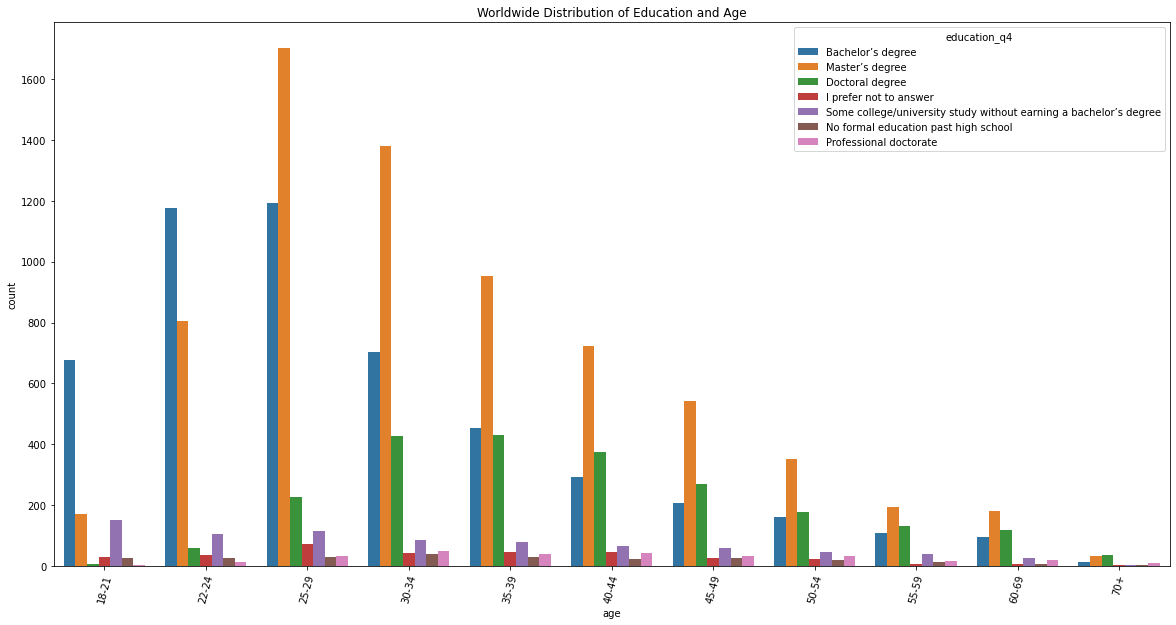 Worldwide Distribution of Education and Age
education_q4
Bachelor’s degree
Master’s degree
Doctoral degree
I prefer not to answer
Some college/university study without earning a bachelor’s degree
No formal education past high school
Professional doctorate
count
1600
1400
1200
1000
800
600
400
200
0
18-21
22-24
25-29
30-34
35-39
40-44
45-49
50-54
55-59
60-69
70+
age